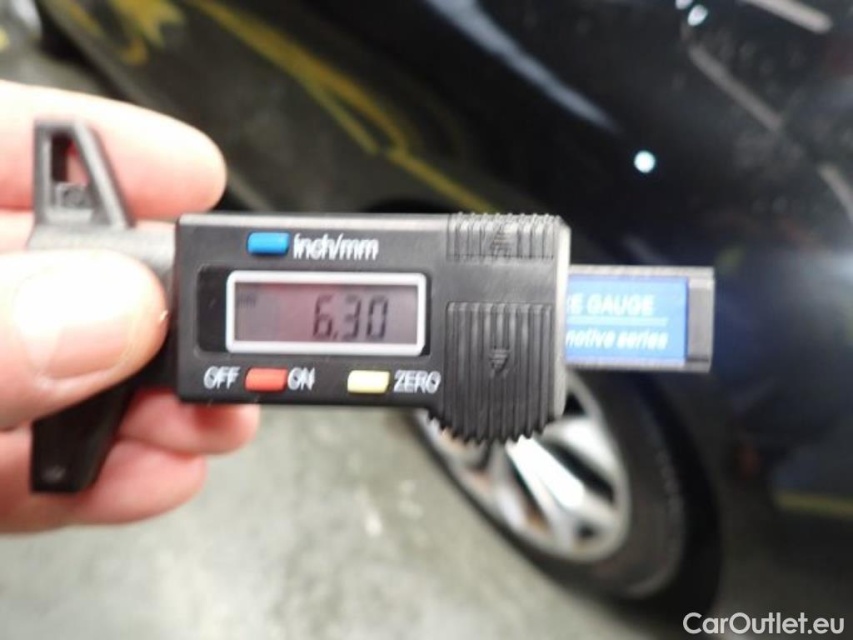 inch/mm
6.30
OFF ON ZERO
E GAUGE
motive series
CarOutlet.eu